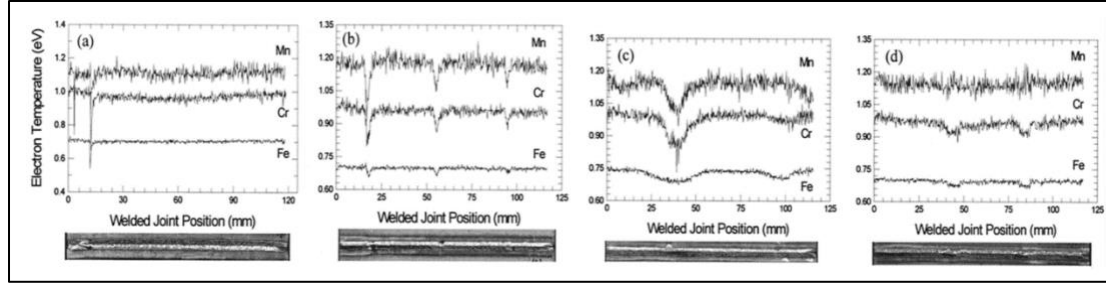 Electron Temperature (eV)
(a)
Mn
Cr
Fe
1.4
1.2
1.0
0.8
0.6
0.4
0
30
60
90
120
Welded Joint Position (mm)
(b)
Mn
Cr
Fe
1.35
1.20
1.05
0.90
0.75
0.60
0
25
50
75
100
125
Welded Joint Position (mm)
(c)
Mn
Cr
Fe
1.35
1.20
1.05
0.90
0.75
0.60
0
25
50
75
100
125
Welded Joint Position (mm)
(d)
Mn
Cr
Fe
1.35
1.20
1.05
0.90
0.75
0.60
0
25
50
75
100
125
Welded Joint Position (mm)